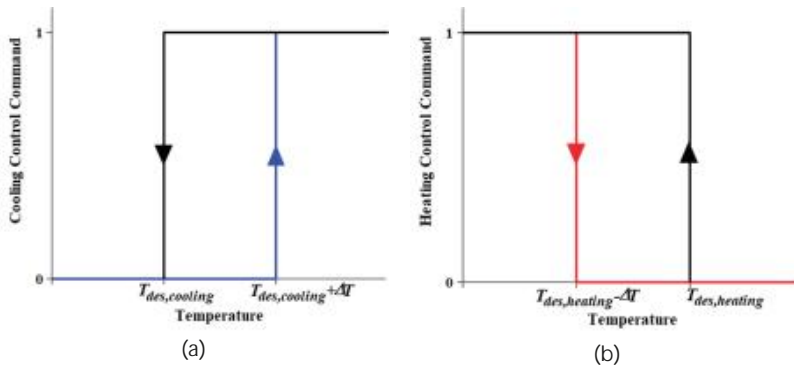 Cooling Control Command
1
0
T_des,cooling
T_des,cooling+ΔT
Temperature
(a)
Heating Control Command
1
0
T_des,heating-ΔT
T_des,heating
Temperature
(b)